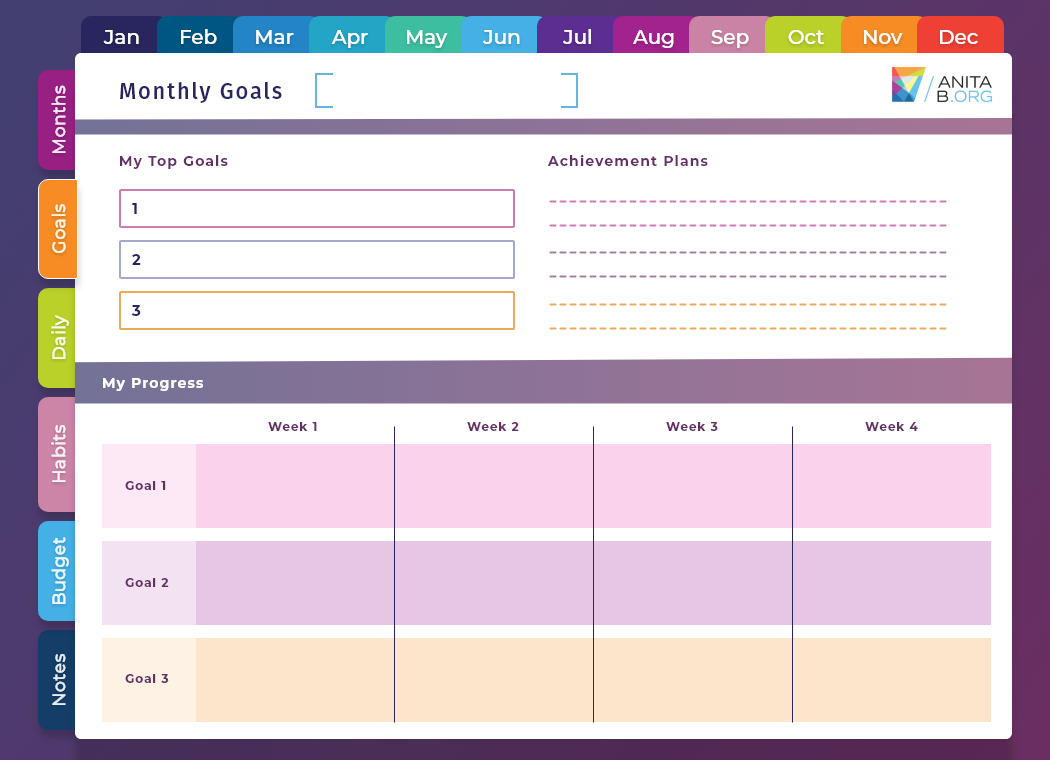 Jan Feb Mar Apr May Jun Jul Aug Sep Oct Nov Dec
Months
Goals
Daily
Habits
Budget
Notes
Monthly Goals
ANITA
B.ORG
My Top Goals
1
2
3
Achievement Plans
My Progress
Week 1 Week 2 Week 3 Week 4
Goal 1
Goal 2
Goal 3